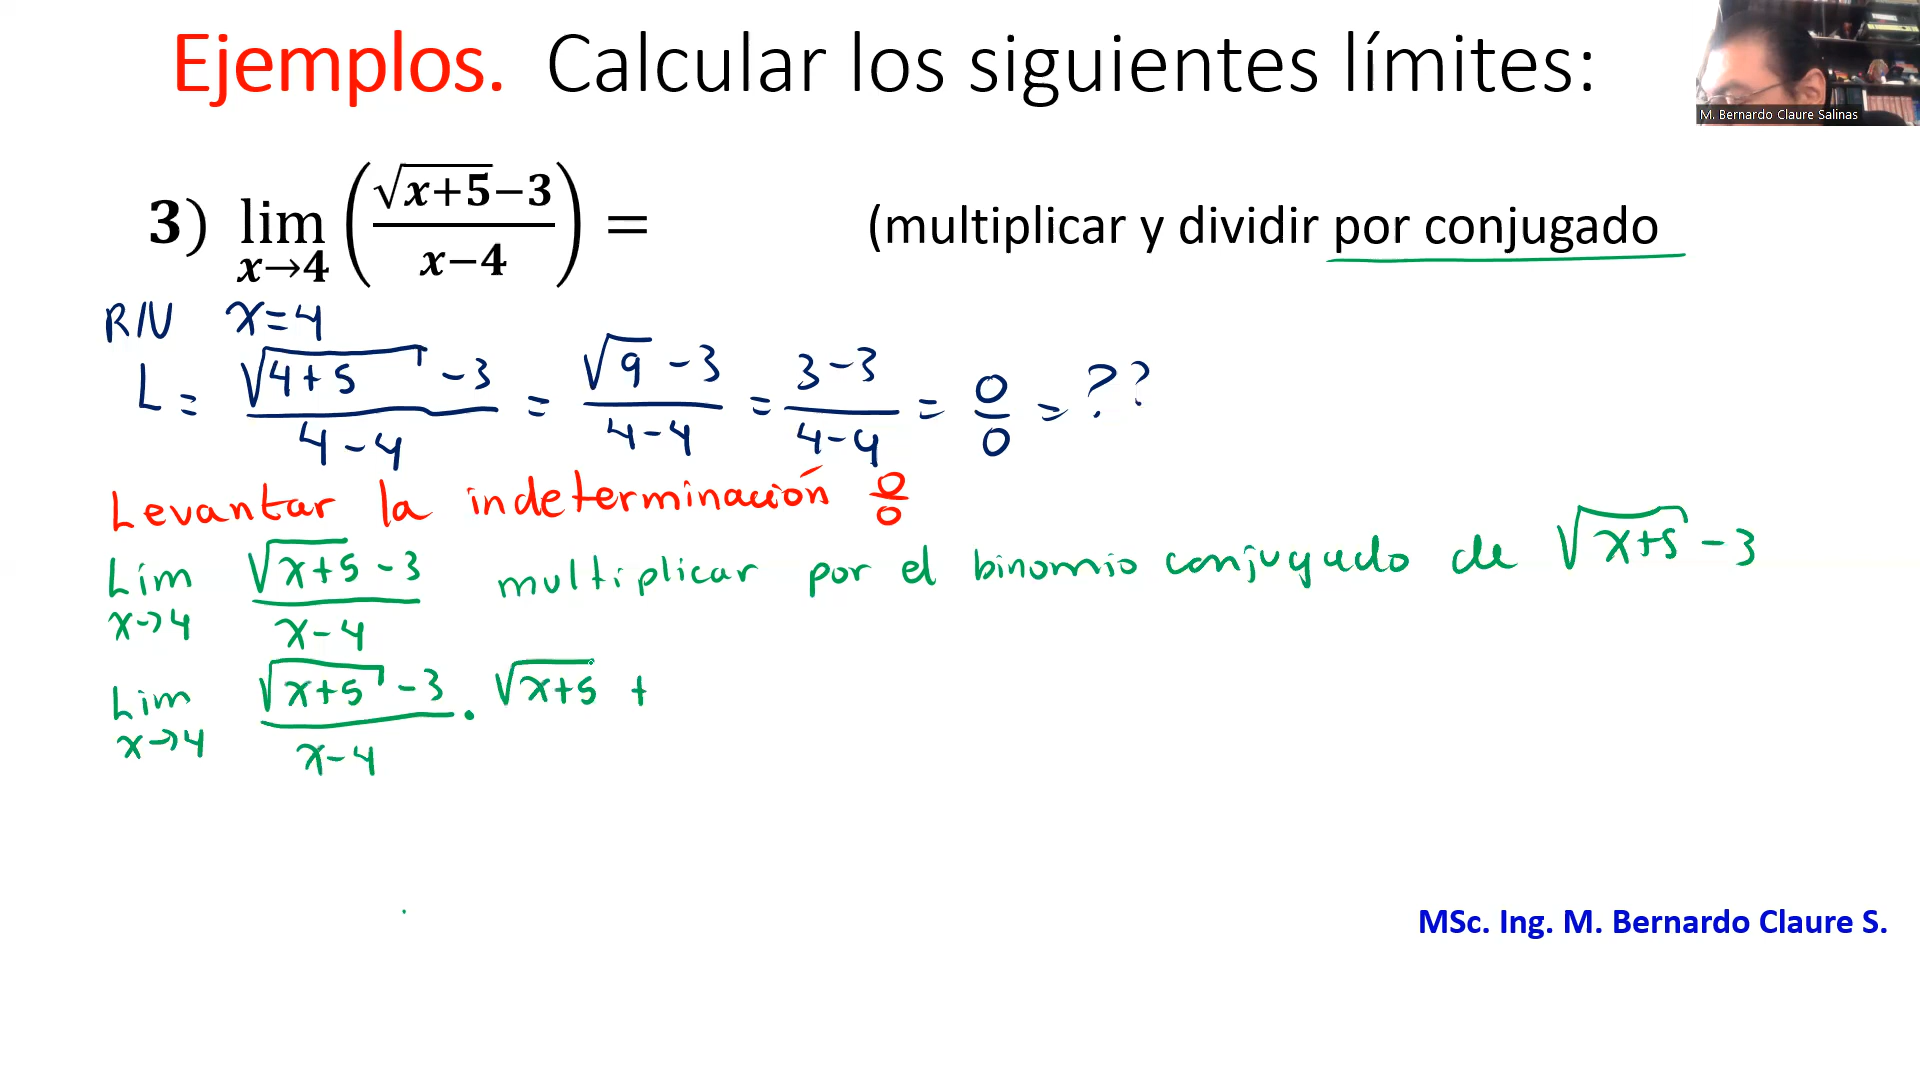 Ejemplos. Calcular los siguientes límites:
M. Bernardo Claure Salinas
3) lim x→4 ( (√(x+5) −3) / (x−4) ) = (multiplicar y dividir por conjugado
R/V x=4
L = (√(4+5) −3) / (4−4) = (√9 −3) / (4−4) = (3−3) / (4−4) = 0/0 = ??
Levantar la indeterminación 0/0
Lim x→4 (√(x+5) −3) / (x−4) multiplicar por el binomio conjugado de √(x+5) −3
Lim x→4 (√(x+5) −3) / (x−4) · √(x+5) +
MSc. Ing. M. Bernardo Claure S.